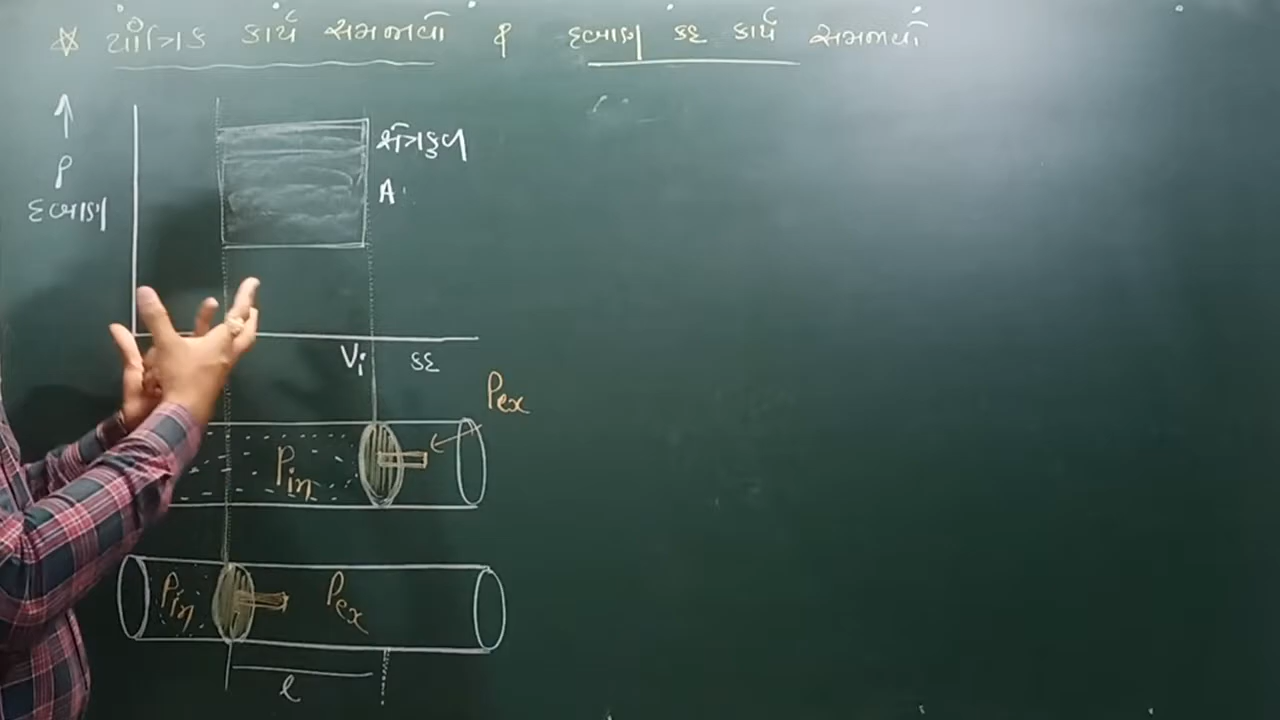 ☆ યાંત્રિક કાર્ય સમજાવો & દબાણ કદ કાર્ય સમજાવો
↑
P
દબાણ
ક્ષેત્રફળ
A
Vi કદ
Pex
Pin
Pin Pex
l